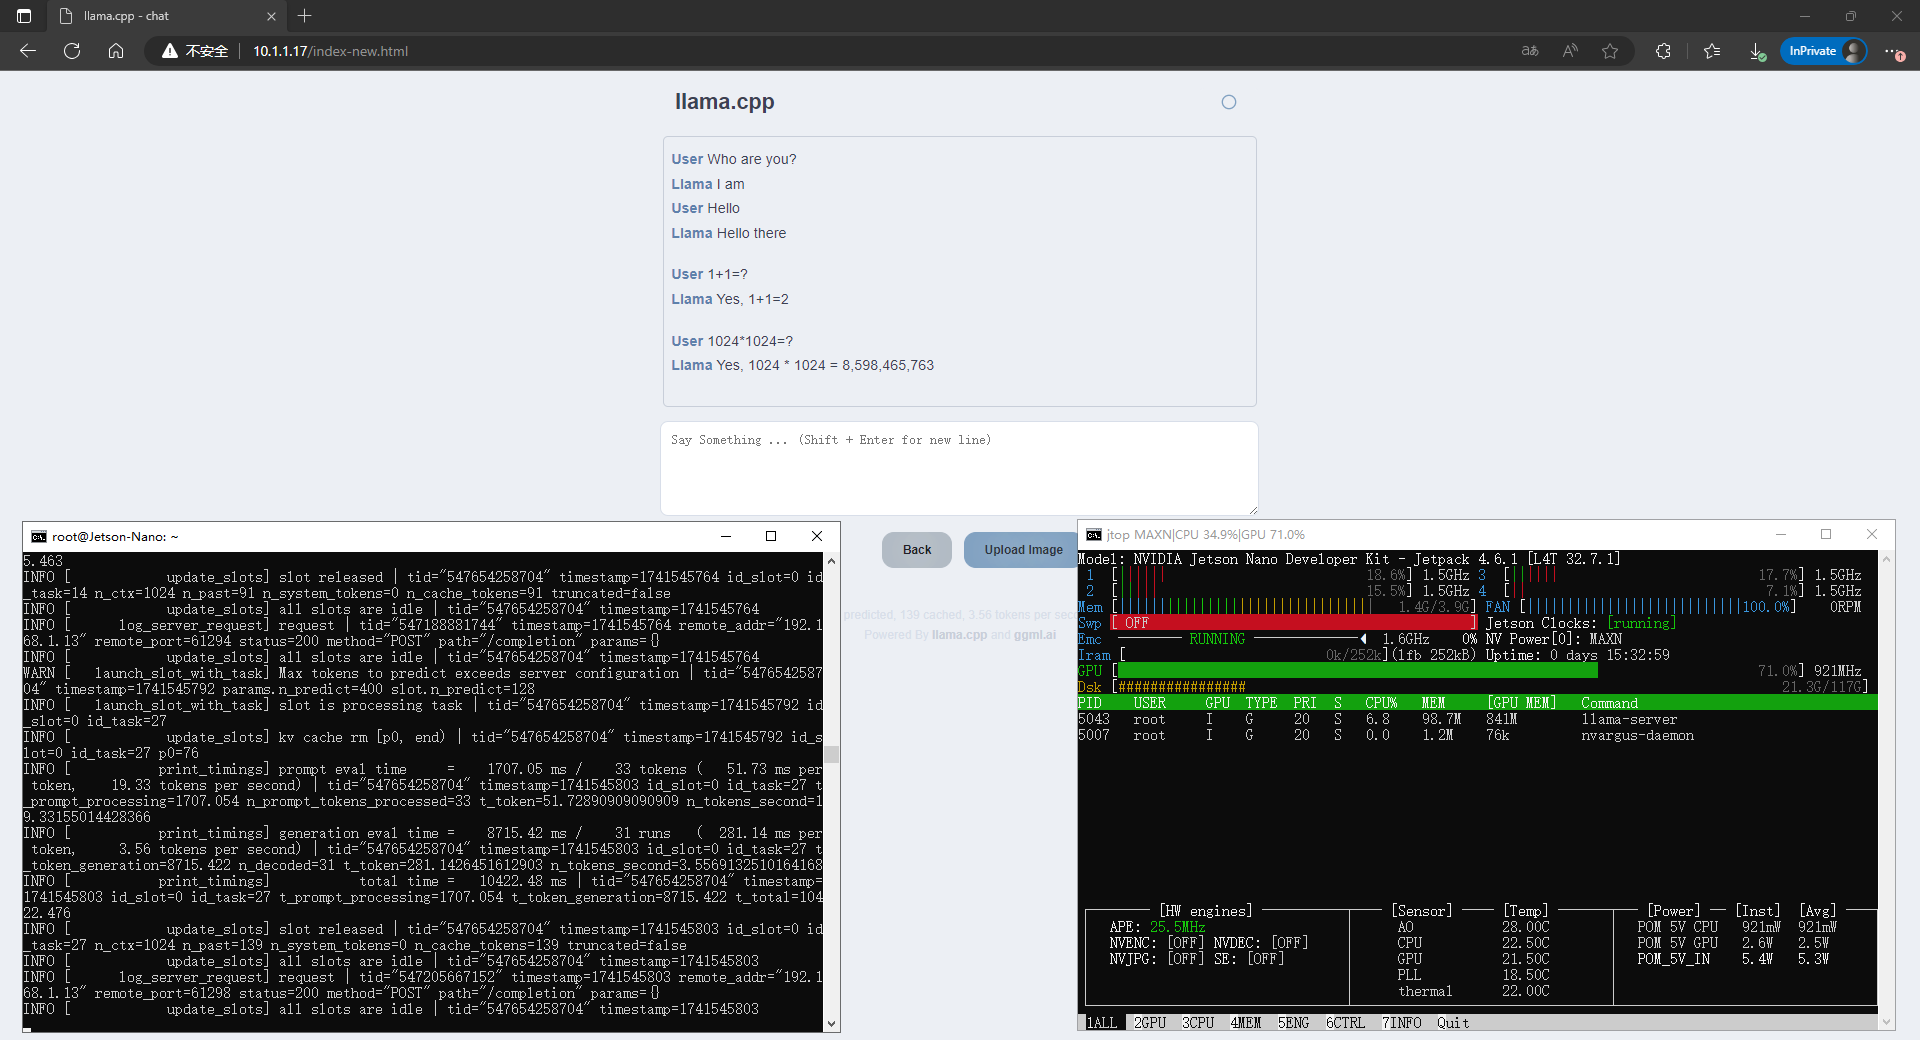 llama.cpp - chat
不安全 10.1.1.17/index-new.html
InPrivate
llama.cpp
User Who are you?
Llama I am
User Hello
Llama Hello there
User 1+1=?
Llama Yes, 1+1=2
User 1024*1024=?
Llama Yes, 1024 * 1024 = 8,598,465,763
Say Something ... (Shift + Enter for new line)
Back
Upload Image
predicted, 139 cached, 3.56 tokens per seco
Powered By llama.cpp and ggml.ai
root@Jetson-Nano: ~
5.463
INFO [ update_slots] slot released | tid="547654258704" timestamp=1741545764 id_slot=0 id
_task=14 n_ctx=1024 n_past=91 n_system_tokens=0 n_cache_tokens=91 truncated=false
INFO [ update_slots] all slots are idle | tid="547654258704" timestamp=1741545764
INFO [ log_server_request] request | tid="547188881744" timestamp=1741545764 remote_addr="192.1
68.1.13" remote_port=61294 status=200 method="POST" path="/completion" params={}
INFO [ update_slots] all slots are idle | tid="547654258704" timestamp=1741545764
WARN [ launch_slot_with_task] Max tokens to predict exceeds server configuration | tid="5476542587
04" timestamp=1741545792 params.n_predict=400 slot.n_predict=128
INFO [ launch_slot_with_task] slot is processing task | tid="547654258704" timestamp=1741545792 id
_slot=0 id_task=27
INFO [ update_slots] kv cache rm [p0, end) | tid="547654258704" timestamp=1741545792 id_s
lot=0 id_task=27 p0=76
INFO [ print_timings] prompt eval time = 1707.05 ms / 33 tokens ( 51.73 ms per
token, 19.33 tokens per second) | tid="547654258704" timestamp=1741545803 id_slot=0 id_task=27 t
_prompt_processing=1707.054 n_prompt_tokens_processed=33 t_token=51.72890909090909 n_tokens_second=1
9.33155014428366
INFO [ print_timings] generation eval time = 8715.42 ms / 31 runs ( 281.14 ms per
token, 3.56 tokens per second) | tid="547654258704" timestamp=1741545803 id_slot=0 id_task=27 t
_token_generation=8715.422 n_decoded=31 t_token=281.1426451612903 n_tokens_second=3.5569132510164168
INFO [ print_timings] total time = 10422.48 ms | tid="547654258704" timestamp=
1741545803 id_slot=0 id_task=27 t_prompt_processing=1707.054 t_token_generation=8715.422 t_total=104
22.476
INFO [ update_slots] slot released | tid="547654258704" timestamp=1741545803 id_slot=0 id
_task=27 n_ctx=1024 n_past=139 n_system_tokens=0 n_cache_tokens=139 truncated=false
INFO [ update_slots] all slots are idle | tid="547654258704" timestamp=1741545803
INFO [ log_server_request] request | tid="547205667152" timestamp=1741545803 remote_addr="192.1
68.1.13" remote_port=61298 status=200 method="POST" path="/completion" params={}
INFO [ update_slots] all slots are idle | tid="547654258704" timestamp=1741545803
jtop MAXN|CPU 34.9%|GPU 71.0%
Model: NVIDIA Jetson Nano Developer Kit - Jetpack 4.6.1 [L4T 32.7.1]
1 [ 18.6%] 1.5GHz 3 [ 17.7%] 1.5GHz
2 [ 15.5%] 1.5GHz 4 [ 7.1%] 1.5GHz
Mem [ 1.4G/3.9G] FAN [ 100.0%] 0RPM
Swp [ OFF ] Jetson Clocks: [running]
Emc RUNNING 1.6GHz 0% NV Power[0]: MAXN
Iram [ 0k/252k](lfb 252kB) Uptime: 0 days 15:32:59
GPU [ 71.0%] 921MHz
Dsk [################ 21.3G/117G]
PID USER GPU TYPE PRI S CPU% MEM [GPU MEM] Command
5043 root I G 20 S 6.8 98.7M 841M llama-server
5007 root I G 20 S 0.0 1.2M 76k nvargus-daemon
[HW engines] [Sensor] [Temp] [Power] [Inst] [Avg]
APE: 25.5MHz AO 28.00C POM_5V_CPU 921mW 921mW
NVENC: [OFF] NVDEC: [OFF] CPU 22.50C POM_5V_GPU 2.6W 2.5W
NVJPG: [OFF] SE: [OFF] GPU 21.50C POM_5V_IN 5.4W 5.3W
PLL 18.50C
thermal 22.00C
1ALL 2GPU 3CPU 4MEM 5ENG 6CTRL 7INFO Quit